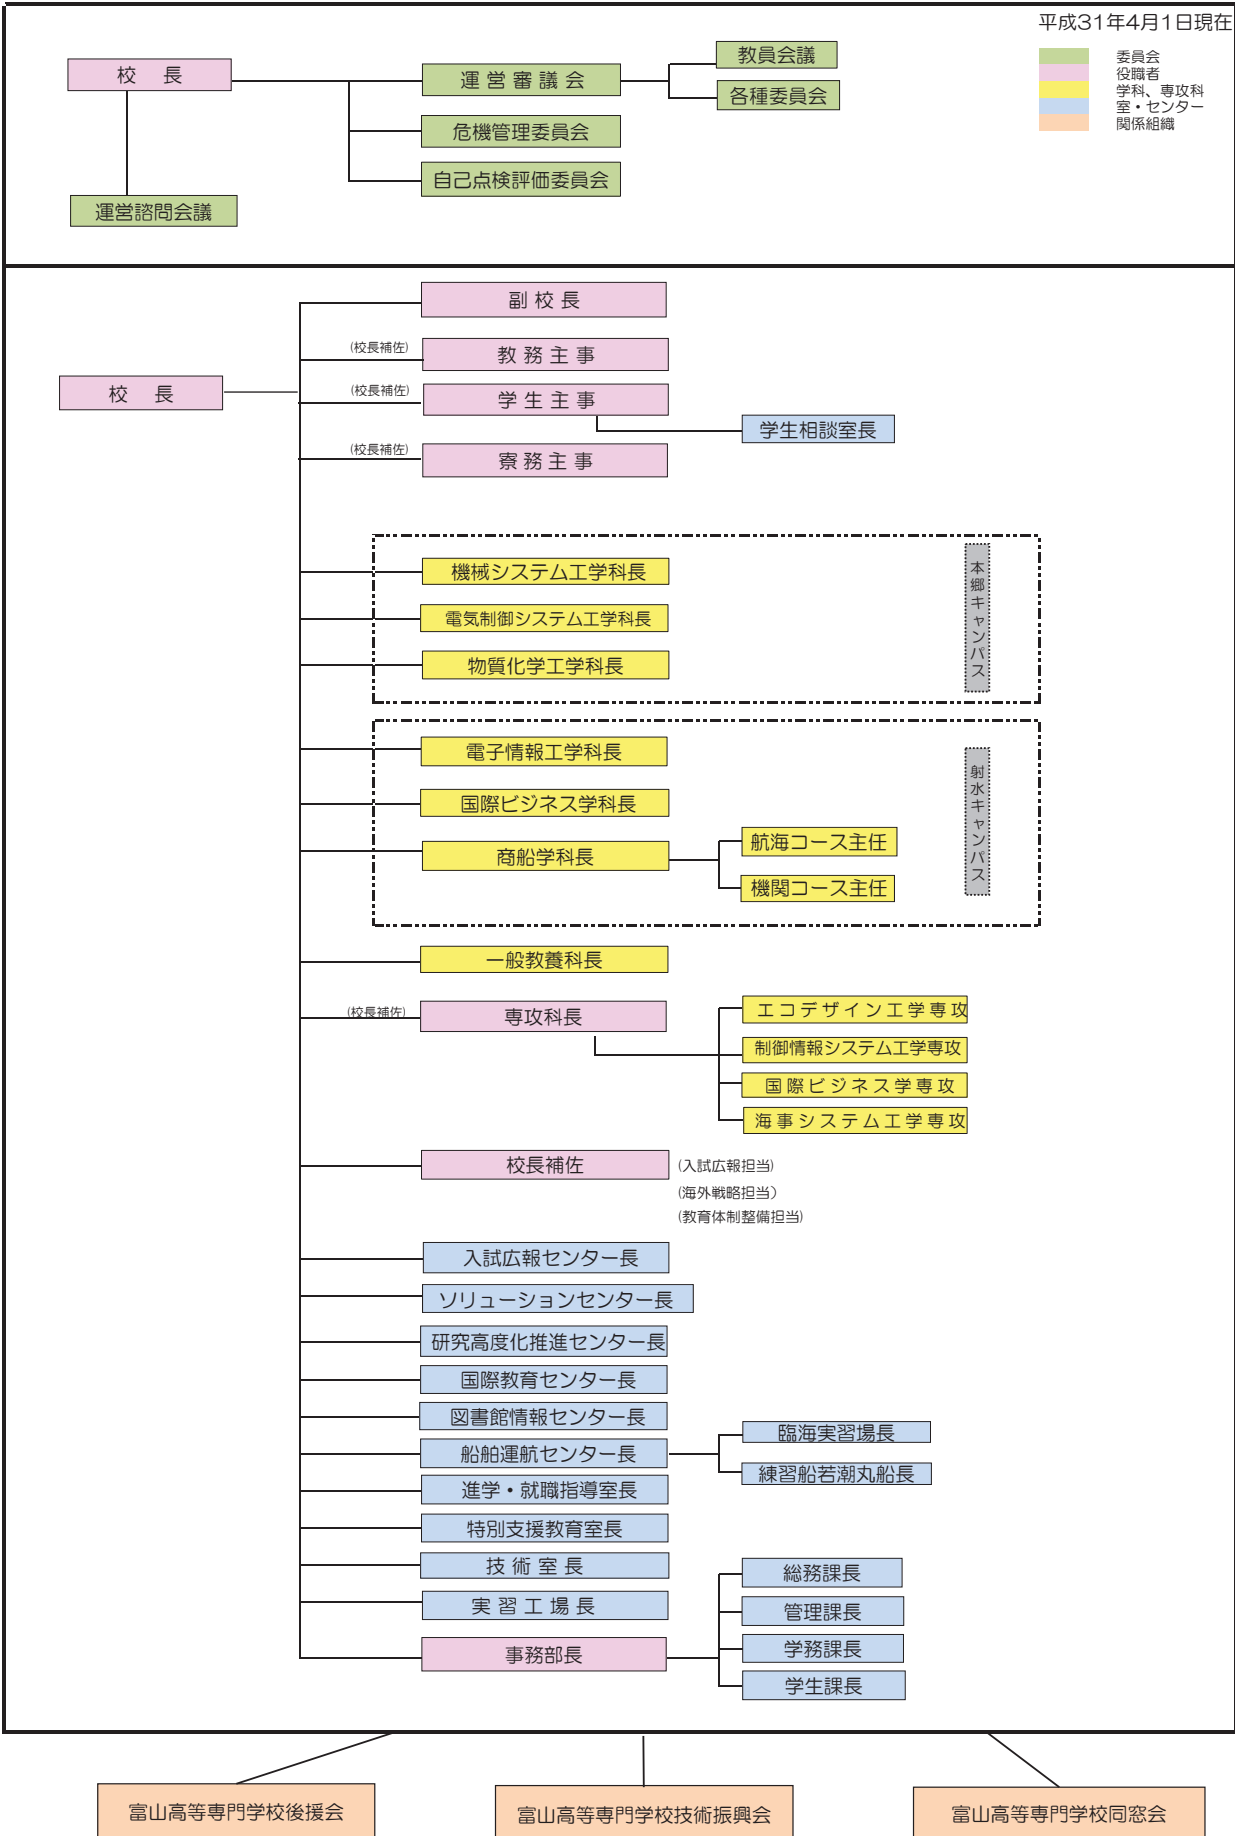 平成31年4月1日現在
委員会
役職者
学科、専攻科
室・センター
関係組織
校　長
運営審議会
教員会議
各種委員会
危機管理委員会
自己点検評価委員会
運営諮問会議
校　長
副校長
(校長補佐)
教務主事
(校長補佐)
学生主事
学生相談室長
(校長補佐)
寮務主事
本郷キャンパス
機械システム工学科長
電気制御システム工学科長
物質化学工学科長
射水キャンパス
電子情報工学科長
国際ビジネス学科長
商船学科長
航海コース主任
機関コース主任
一般教養科長
(校長補佐)
専攻科長
エコデザイン工学専攻
制御情報システム工学専攻
国際ビジネス学専攻
海事システム工学専攻
校長補佐
(入試広報担当)
(海外戦略担当）
(教育体制整備担当)
入試広報センター長
ソリューションセンター長
研究高度化推進センター長
国際教育センター長
図書館情報センター長
船舶運航センター長
臨海実習場長
練習船若潮丸船長
進学・就職指導室長
特別支援教育室長
技術室長
実習工場長
事務部長
総務課長
管理課長
学務課長
学生課長
富山高等専門学校後援会
富山高等専門学校技術振興会
富山高等専門学校同窓会